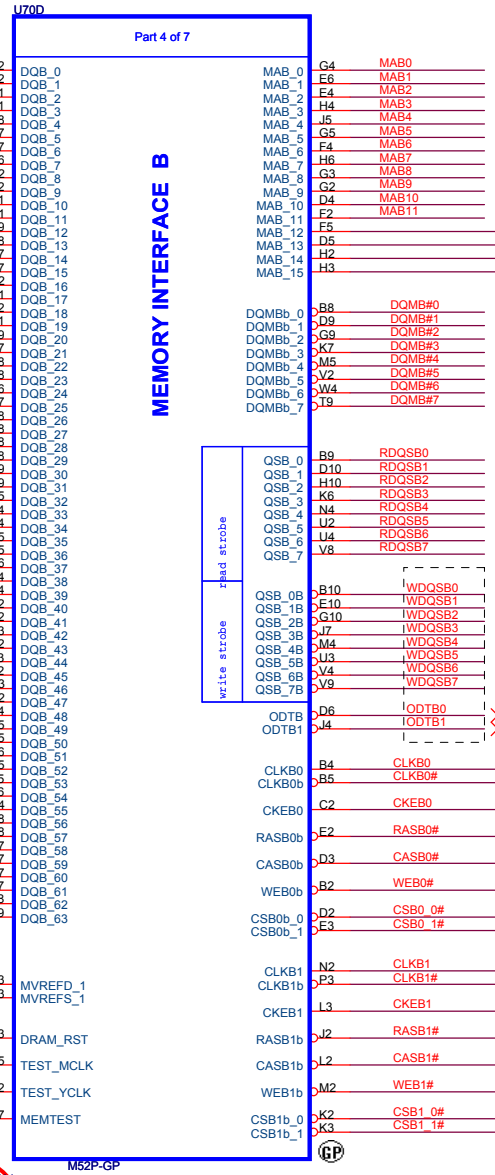 U70D
Part 4 of 7
MEMORY INTERFACE B
DQB_0
DQB_1
DQB_2
DQB_3
DQB_4
DQB_5
DQB_6
DQB_7
DQB_8
DQB_9
DQB_10
DQB_11
DQB_12
DQB_13
DQB_14
DQB_15
DQB_16
DQB_17
DQB_18
DQB_19
DQB_20
DQB_21
DQB_22
DQB_23
DQB_24
DQB_25
DQB_26
DQB_27
DQB_28
DQB_29
DQB_30
DQB_31
DQB_32
DQB_33
DQB_34
DQB_35
DQB_36
DQB_37
DQB_38
DQB_39
DQB_40
DQB_41
DQB_42
DQB_43
DQB_44
DQB_45
DQB_46
DQB_47
DQB_48
DQB_49
DQB_50
DQB_51
DQB_52
DQB_53
DQB_54
DQB_55
DQB_56
DQB_57
DQB_58
DQB_59
DQB_60
DQB_61
DQB_62
DQB_63
MVREFD_1
MVREFS_1
DRAM_RST
TEST_MCLK
TEST_YCLK
MEMTEST
MAB_0 G4 MAB0
MAB_1 E6 MAB1
MAB_2 E4 MAB2
MAB_3 H4 MAB3
MAB_4 J5 MAB4
MAB_5 G5 MAB5
MAB_6 F4 MAB6
MAB_7 H6 MAB7
MAB_8 G3 MAB8
MAB_9 G2 MAB9
MAB_10 D4 MAB10
MAB_11 F2 MAB11
MAB_12 F5
MAB_13 D5
MAB_14 H2
MAB_15 H3
DQMBb_0 B8 DQMB#0
DQMBb_1 D9 DQMB#1
DQMBb_2 G9 DQMB#2
DQMBb_3 K7 DQMB#3
DQMBb_4 M5 DQMB#4
DQMBb_5 V2 DQMB#5
DQMBb_6 W4 DQMB#6
DQMBb_7 T9 DQMB#7
read strobe
QSB_0 B9 RDQSB0
QSB_1 D10 RDQSB1
QSB_2 H10 RDQSB2
QSB_3 K6 RDQSB3
QSB_4 N4 RDQSB4
QSB_5 U2 RDQSB5
QSB_6 U4 RDQSB6
QSB_7 V8 RDQSB7
write strobe
QSB_0B B10 WDQSB0
QSB_1B E10 WDQSB1
QSB_2B G10 WDQSB2
QSB_3B J7 WDQSB3
QSB_4B M4 WDQSB4
QSB_5B U3 WDQSB5
QSB_6B V4 WDQSB6
QSB_7B V9 WDQSB7
ODTB D6 ODTB0
ODTB1 J4 ODTB1
CLKB0 B4 CLKB0
CLKB0b B5 CLKB0#
CKEB0 C2 CKEB0
RASB0b E2 RASB0#
CASB0b D3 CASB0#
WEB0b B2 WEB0#
CSB0b_0 D2 CSB0_0#
CSB0b_1 E3 CSB0_1#
CLKB1 N2 CLKB1
CLKB1b P3 CLKB1#
CKEB1 L3 CKEB1
RASB1b J2 RASB1#
CASB1b L2 CASB1#
WEB1b M2 WEB1#
CSB1b_0 K2 CSB1_0#
CSB1b_1 K3 CSB1_1#
GP
M52P-GP